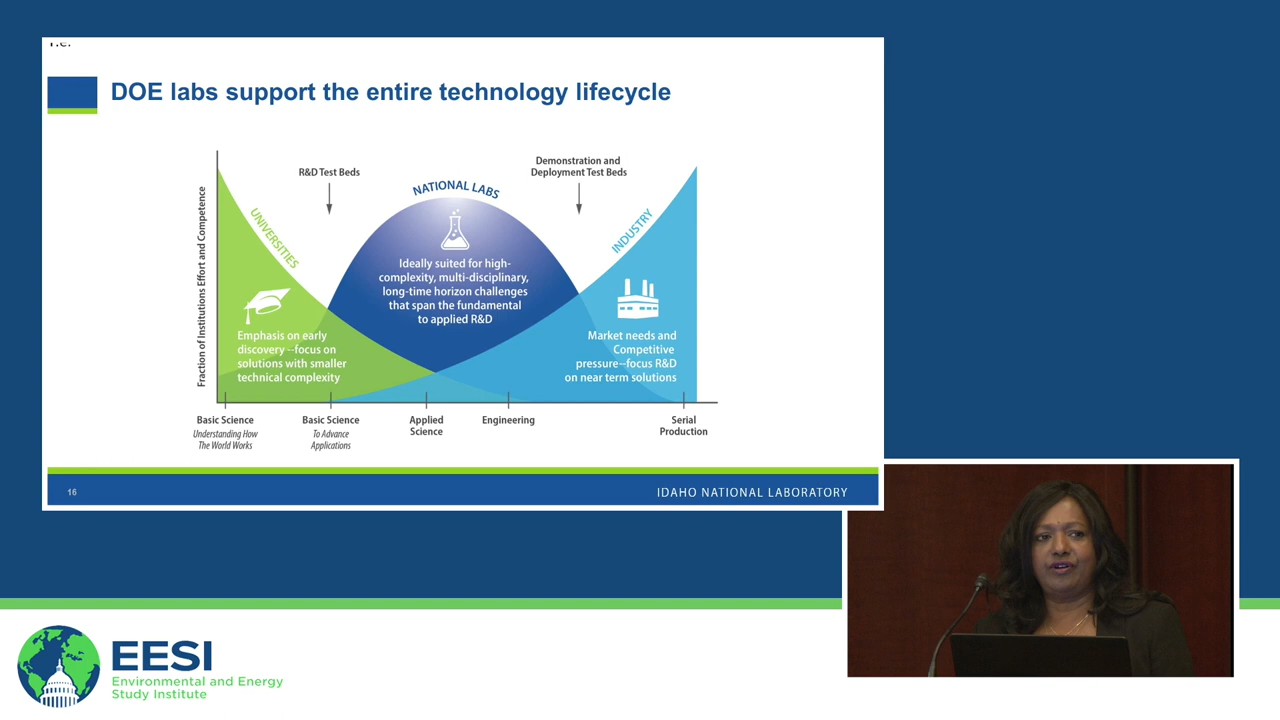 DOE labs support the entire technology lifecycle
Fraction of Institutions Effort and Competence
R&D Test Beds
Demonstration and
Deployment Test Beds
UNIVERSITIES
NATIONAL LABS
INDUSTRY
Emphasis on early
discovery --focus on
solutions with smaller
technical complexity
Ideally suited for high-
complexity, multi-disciplinary,
long-time horizon challenges
that span the fundamental
to applied R&D
Market needs and
Competitive
pressure--focus R&D
on near term solutions
Basic Science
Understanding How
The World Works
Basic Science
To Advance
Applications
Applied
Science
Engineering
Serial
Production
16
IDAHO NATIONAL LABORATORY
EESI
Environmental and Energy
Study Institute